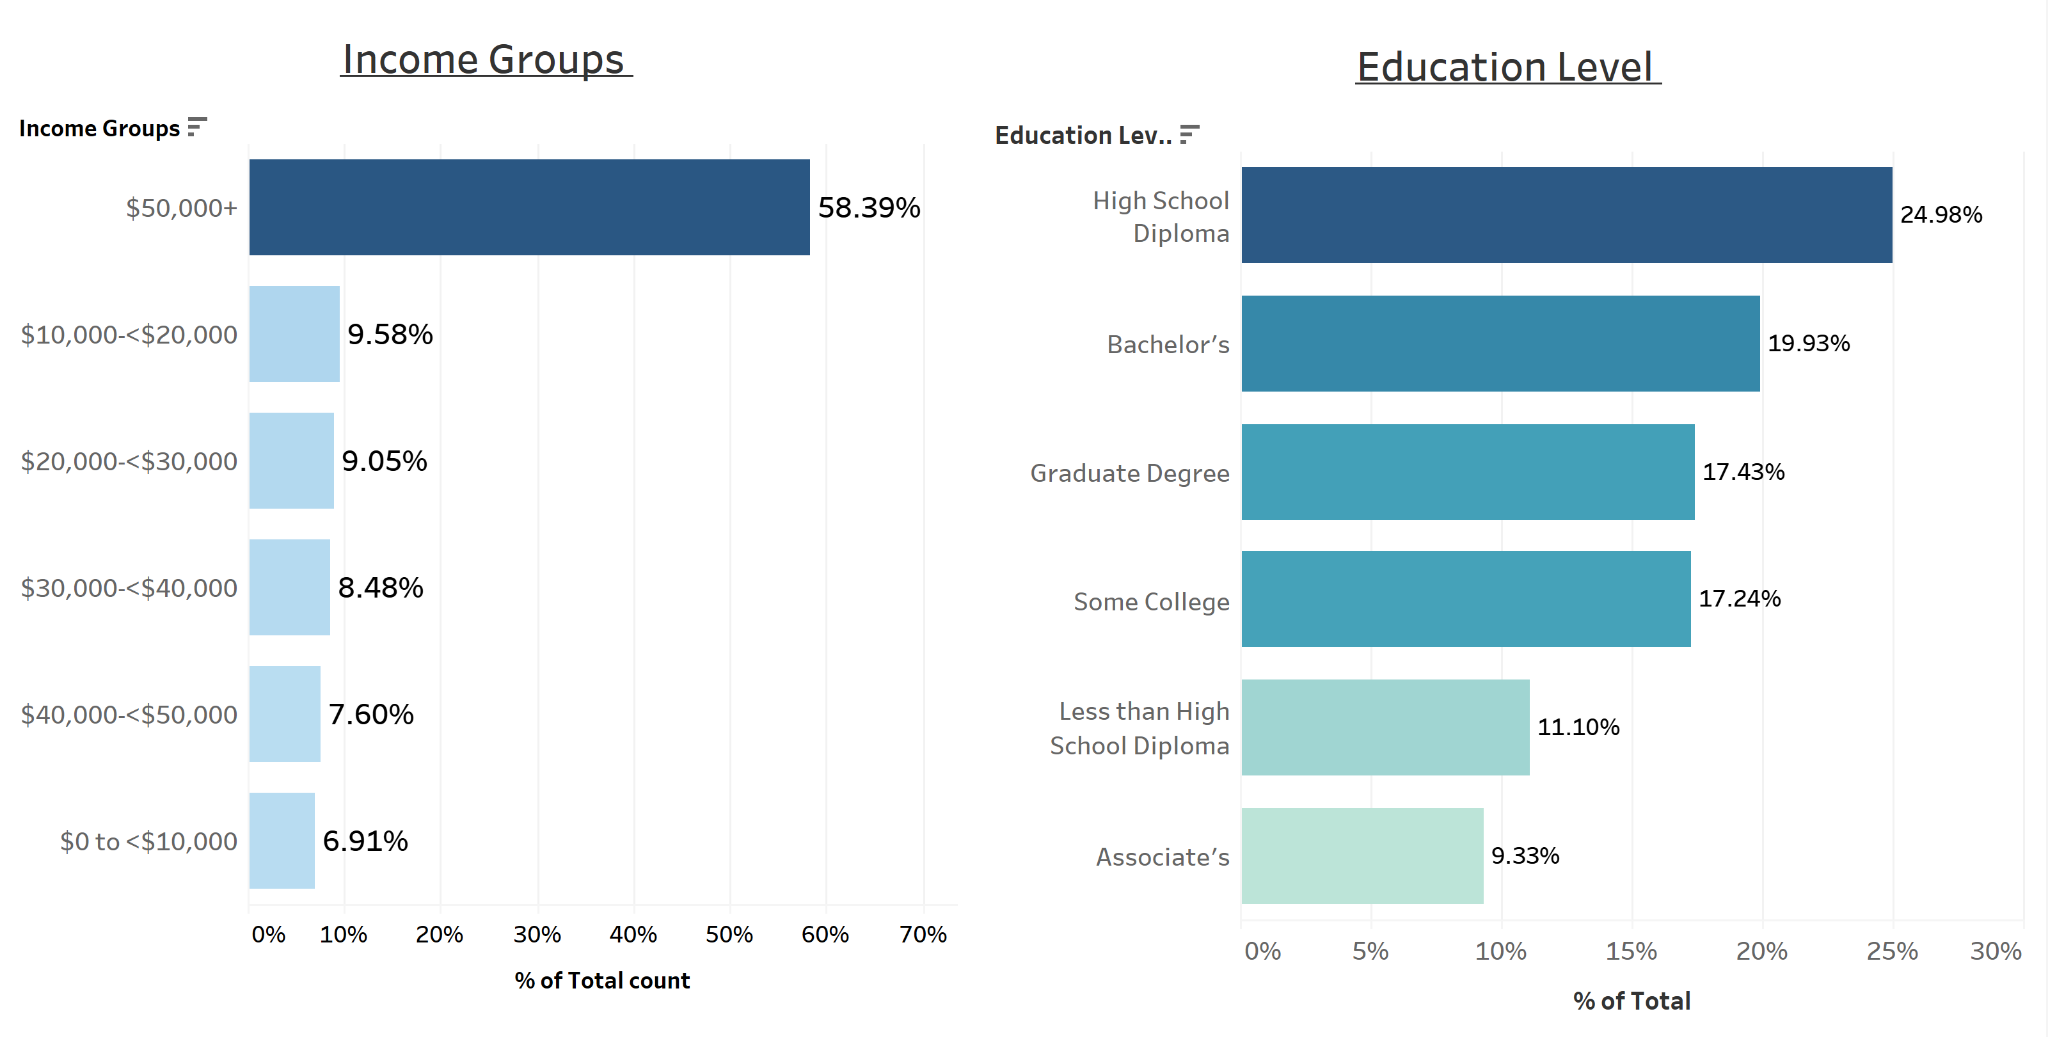 Income Groups
Income Groups
$50,000+
58.39%
$10,000-<$20,000
9.58%
$20,000-<$30,000
9.05%
$30,000-<$40,000
8.48%
$40,000-<$50,000
7.60%
$0 to <$10,000
6.91%
0% 10% 20% 30% 40% 50% 60% 70%
% of Total count
Education Level
Education Lev..
High School
Diploma
24.98%
Bachelor’s
19.93%
Graduate Degree
17.43%
Some College
17.24%
Less than High
School Diploma
11.10%
Associate’s
9.33%
0% 5% 10% 15% 20% 25% 30%
% of Total